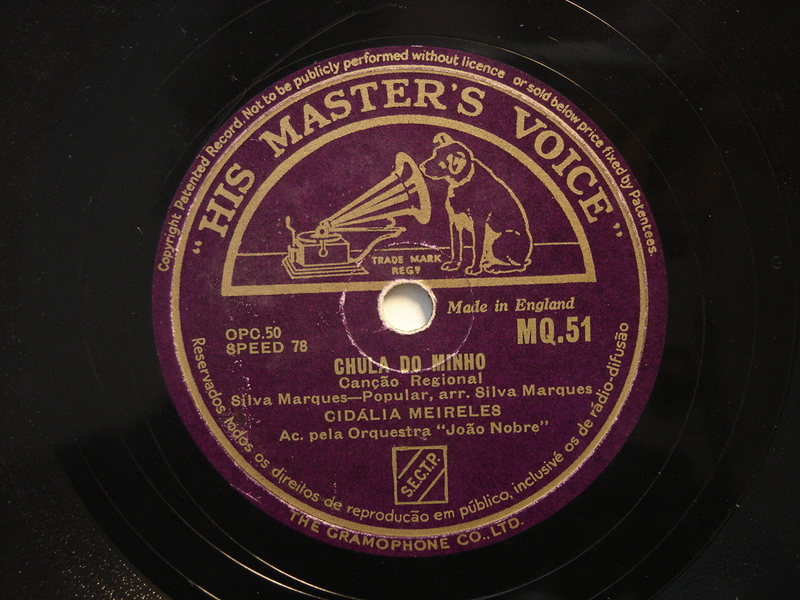 Copyright Patented Record. Not to be publicly performed without licence or sold below price fixed by Patentees.
"HIS MASTER'S VOICE"
TRADE MARK
REGD
Made in England
OPC.50
MQ.51
SPEED 78
CHULA DO MINHO
Canção Regional
Silva Marques—Popular, arr. Silva Marques
CIDÁLIA MEIRELES
Ac. pela Orquestra "João Nobre"
S.E.C.T.P.
Reservados todos os direitos de reprodução em público, inclusivé os de rádio-difusão
THE GRAMOPHONE CO., LTD.